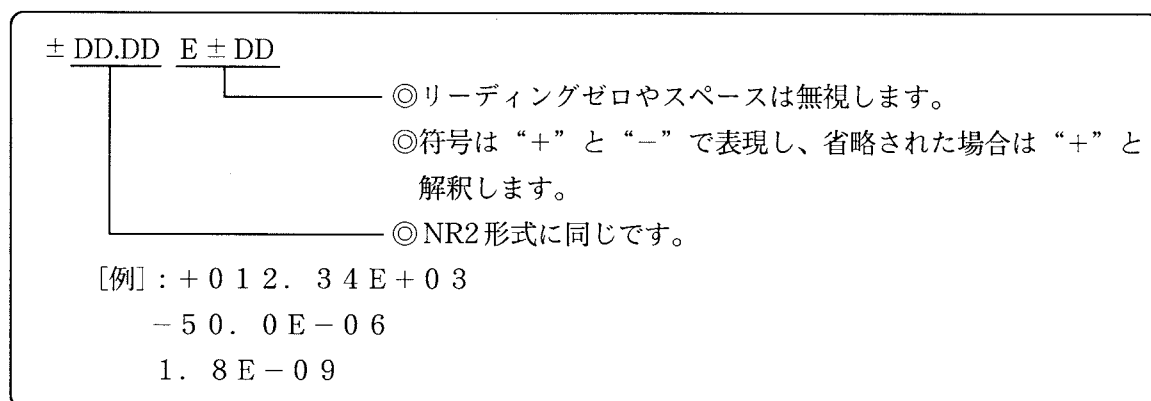 ± DD.DD E ± DD
◎リーディングゼロやスペースは無視します。
◎符号は“+”と“−”で表現し、省略された場合は“+”と
解釈します。
◎NR2形式に同じです。
[例]:+012.34E+03
−50.0E−06
1.8E−09